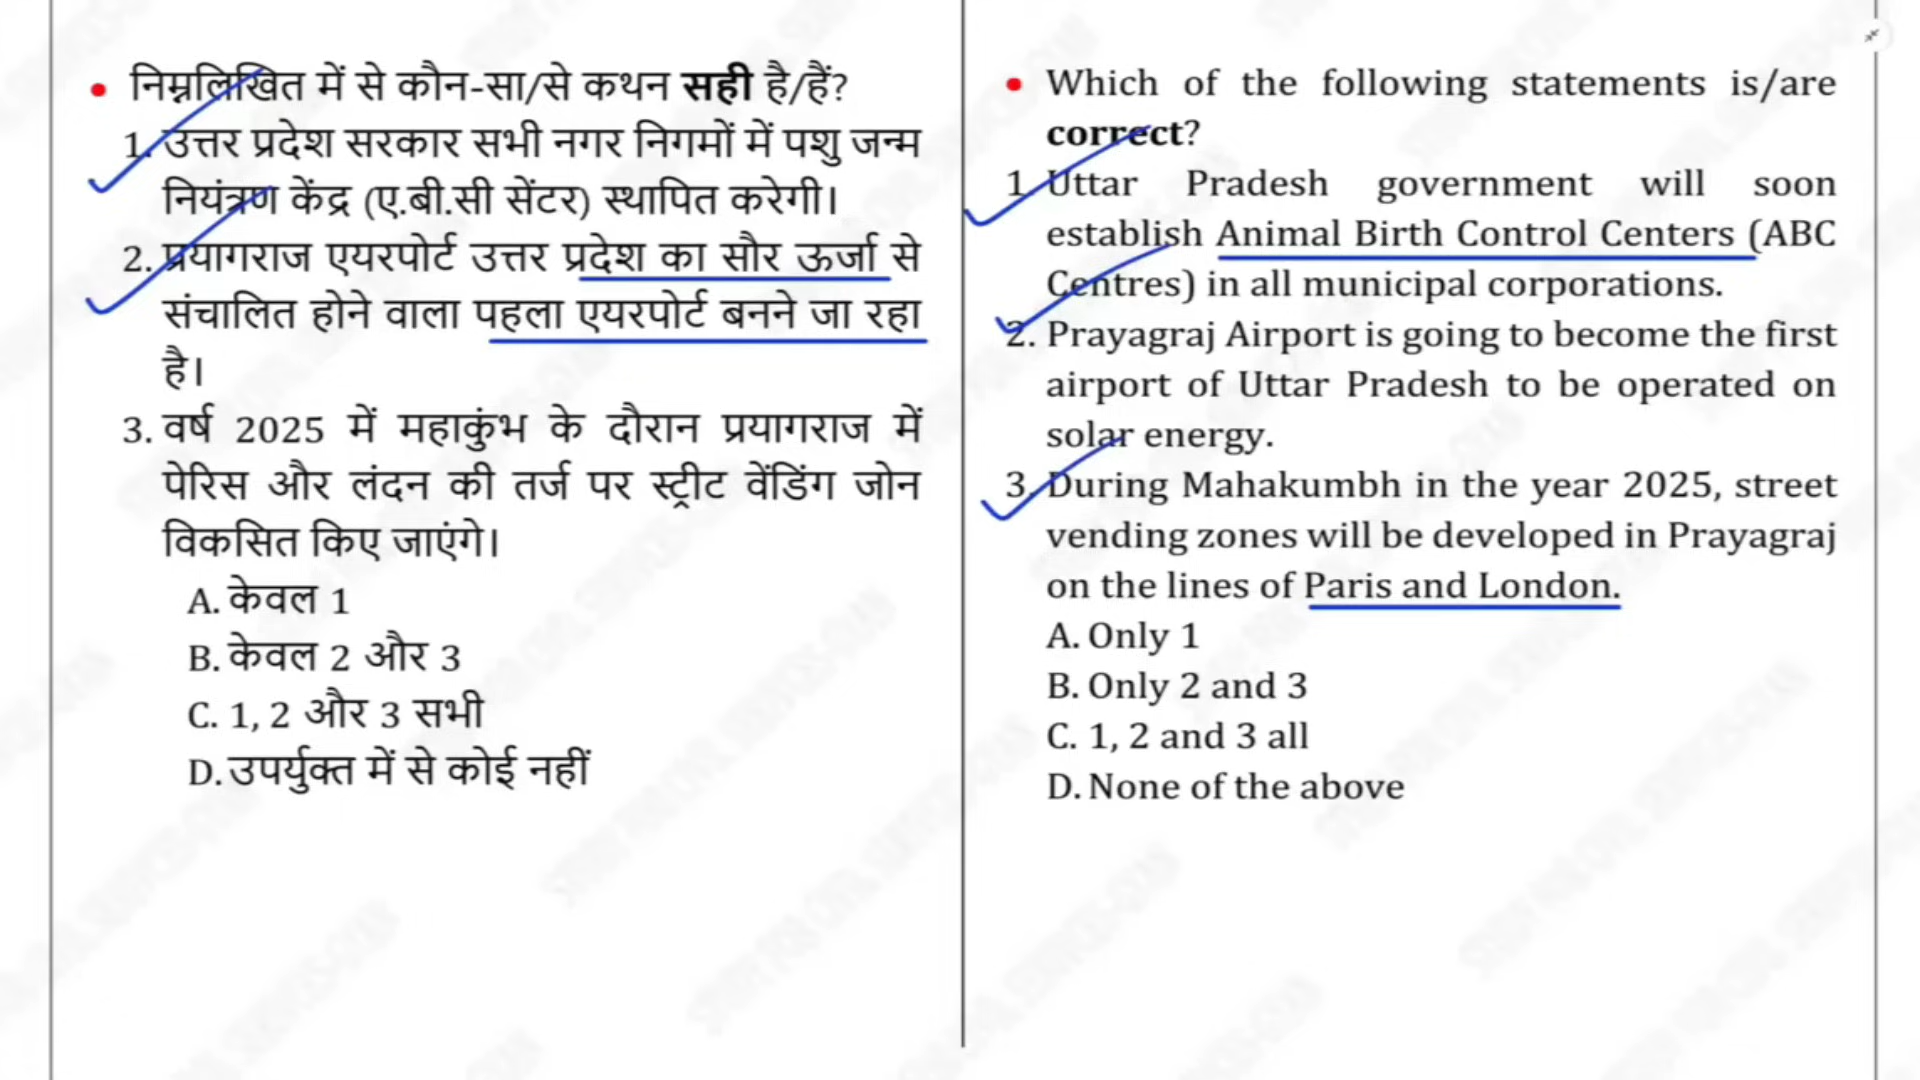 निम्नलिखित में से कौन-सा/से कथन सही है/हैं?
1. उत्तर प्रदेश सरकार सभी नगर निगमों में पशु जन्म
नियंत्रण केंद्र (ए.बी.सी सेंटर) स्थापित करेगी।
2. प्रयागराज एयरपोर्ट उत्तर प्रदेश का सौर ऊर्जा से
संचालित होने वाला पहला एयरपोर्ट बनने जा रहा
है।
3. वर्ष 2025 में महाकुंभ के दौरान प्रयागराज में
पेरिस और लंदन की तर्ज पर स्ट्रीट वेंडिंग जोन
विकसित किए जाएंगे।
A. केवल 1
B. केवल 2 और 3
C. 1, 2 और 3 सभी
D. उपर्युक्त में से कोई नहीं
Which of the following statements is/are
correct?
1. Uttar Pradesh government will soon
establish Animal Birth Control Centers (ABC
Centres) in all municipal corporations.
2. Prayagraj Airport is going to become the first
airport of Uttar Pradesh to be operated on
solar energy.
3. During Mahakumbh in the year 2025, street
vending zones will be developed in Prayagraj
on the lines of Paris and London.
A. Only 1
B. Only 2 and 3
C. 1, 2 and 3 all
D. None of the above